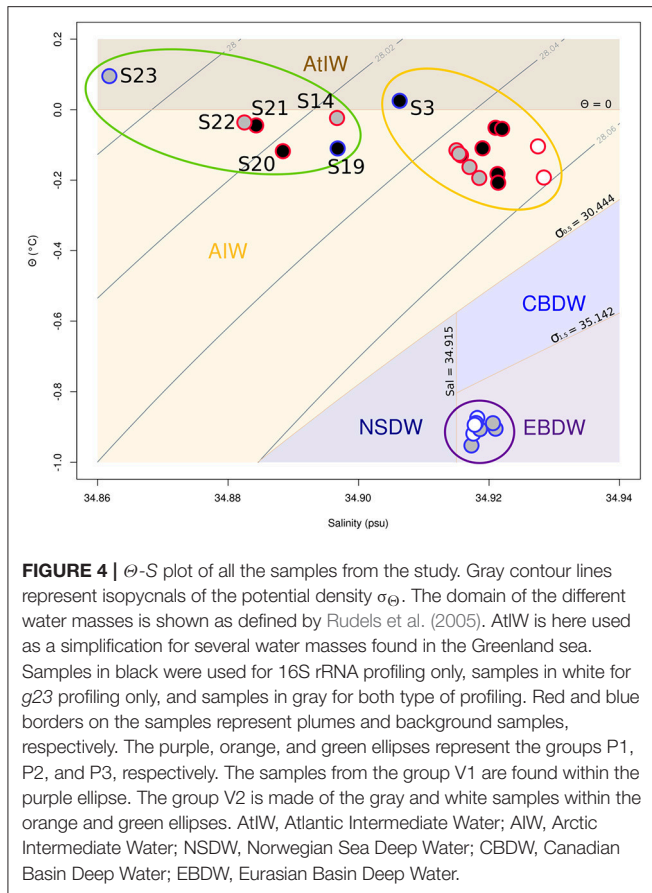 0.2
0.0
-0.2
-0.4
-0.6
-0.8
-1.0
Θ (°C)
AtIW
28
28.02
28.04
28.06
Θ = 0
S23
S22
S21
S14
S20
S19
S3
AIW
σ0.5 = 30.444
CBDW
σ1.5 = 35.142
Sal = 34.915
NSDW
EBDW
34.86
34.88
34.90
34.92
34.94
Salinity (psu)
FIGURE 4 | Θ-S plot of all the samples from the study. Gray contour lines
represent isopycnals of the potential density σΘ. The domain of the different
water masses is shown as defined by Rudels et al. (2005). AtIW is here used
as a simplification for several water masses found in the Greenland sea.
Samples in black were used for 16S rRNA profiling only, samples in white for
g23 profiling only, and samples in gray for both type of profiling. Red and blue
borders on the samples represent plumes and background samples,
respectively. The purple, orange, and green ellipses represent the groups P1,
P2, and P3, respectively. The samples from the group V1 are found within the
purple ellipse. The group V2 is made of the gray and white samples within the
orange and green ellipses. AtIW, Atlantic Intermediate Water; AIW, Arctic
Intermediate Water; NSDW, Norwegian Sea Deep Water; CBDW, Canadian
Basin Deep Water; EBDW, Eurasian Basin Deep Water.